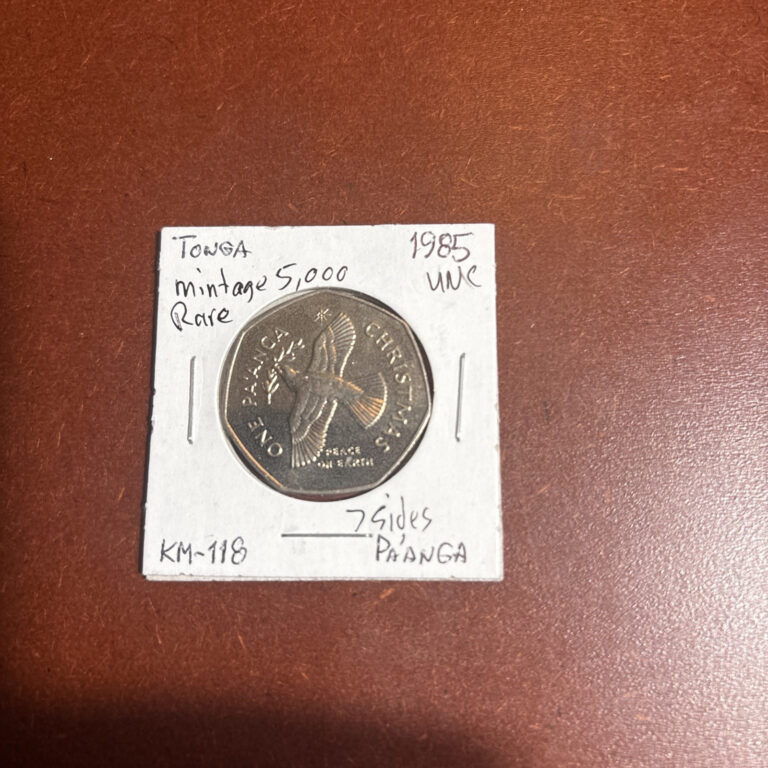 TONGA
1985
mintage 5,000
UNC
Rare
ONE PA'ANGA
CHRISTMAS
PEACE
ON EARTH
7 Sides
KM-118
PA'ANGA